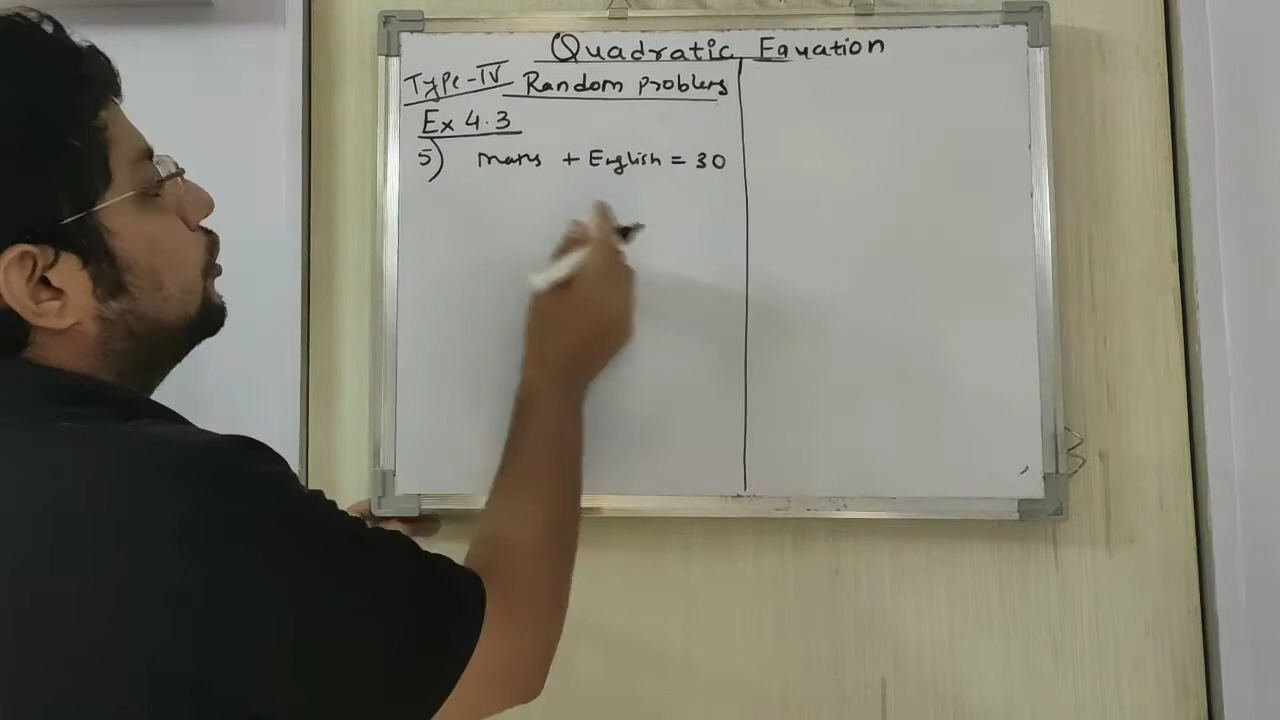 Quadratic Equation
Type-IV Random problems
Ex 4.3
5) maths + English = 30